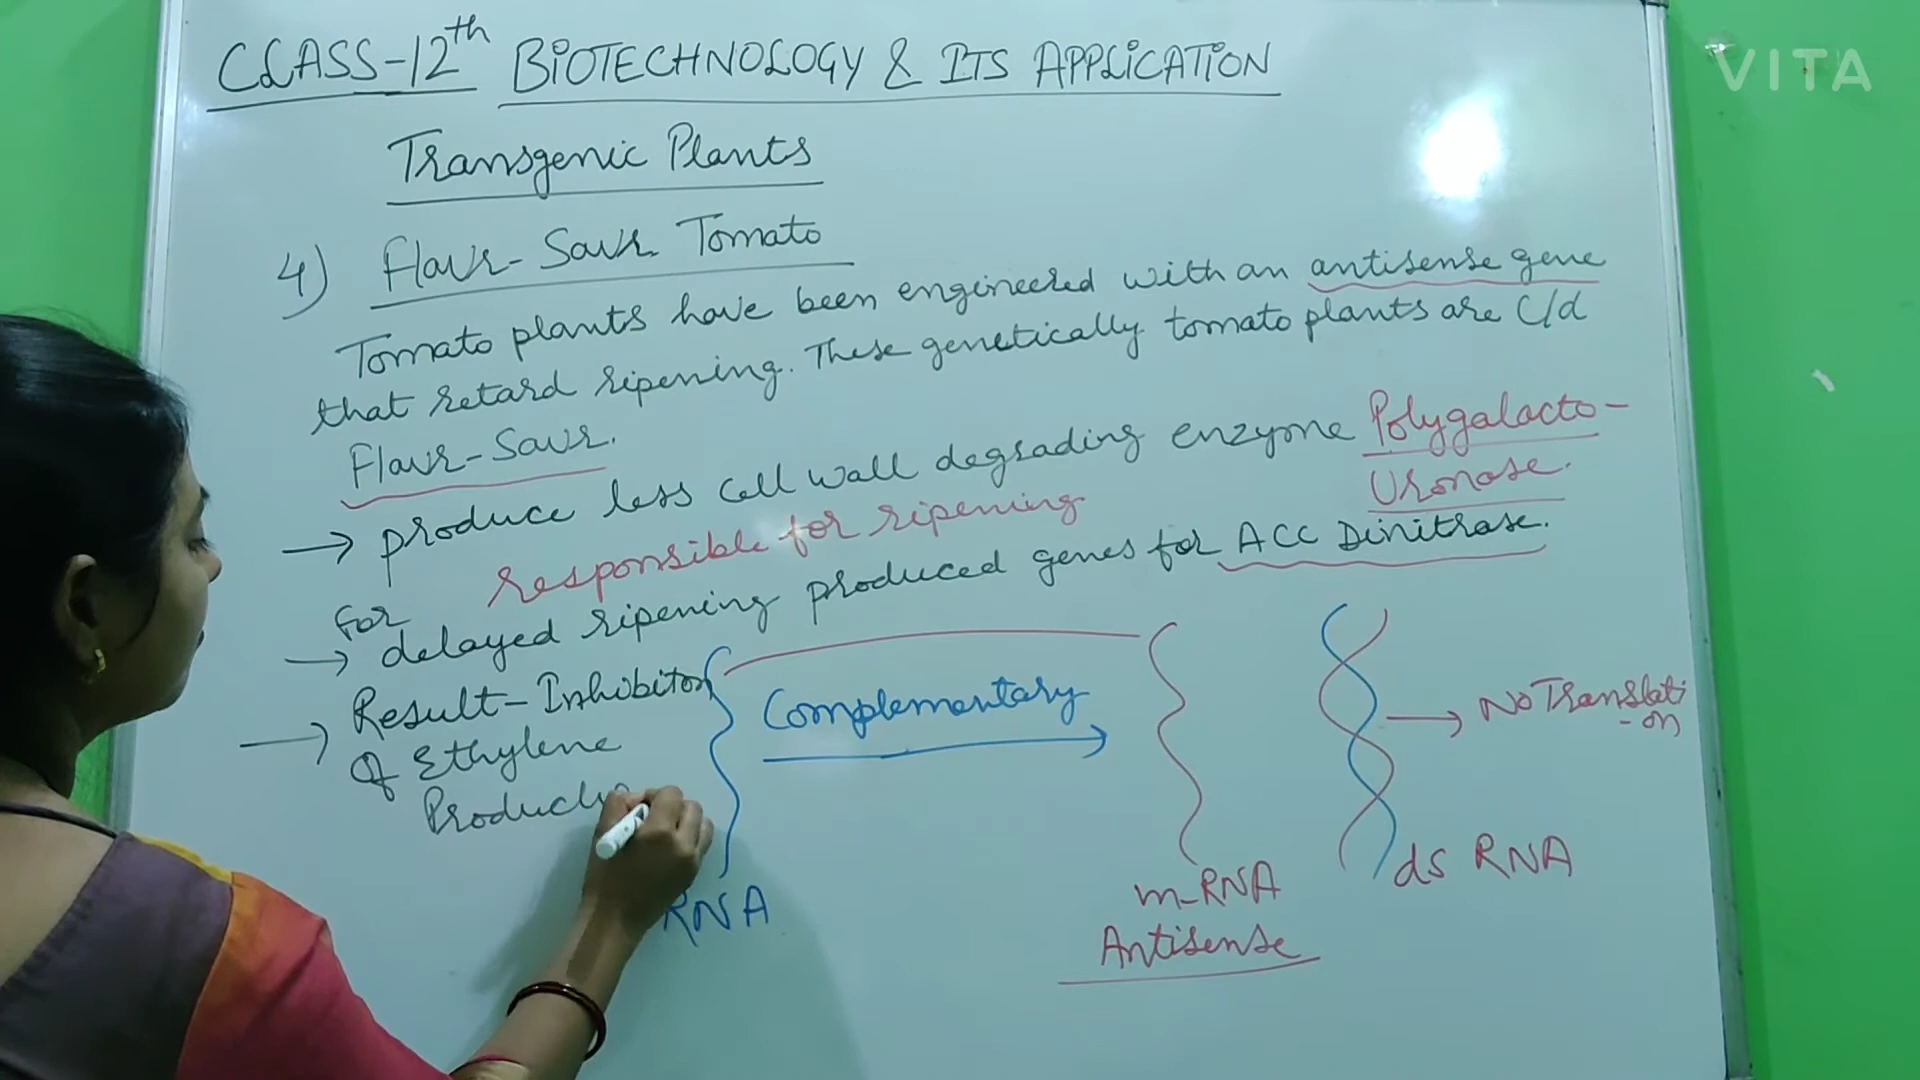 CLASS-12th BIOTECHNOLOGY & ITS APPLICATION
VITA
Transgenic Plants
4) Flavr-Savr Tomato
Tomato plants have been engineered with an antisense gene
that retard ripening. These genetically tomato plants are C/d
Flavr-Savr.
→ produce less cell wall degrading enzyme Polygalacto-
Uronase.
responsible for ripening
For
→ delayed ripening produced genes for ACC Dinitrase.
→ Result-Inhibiton
of Ethylene
Complementary
→ No Translati
-on
RNA
m-RNA
Antisense
ds RNA